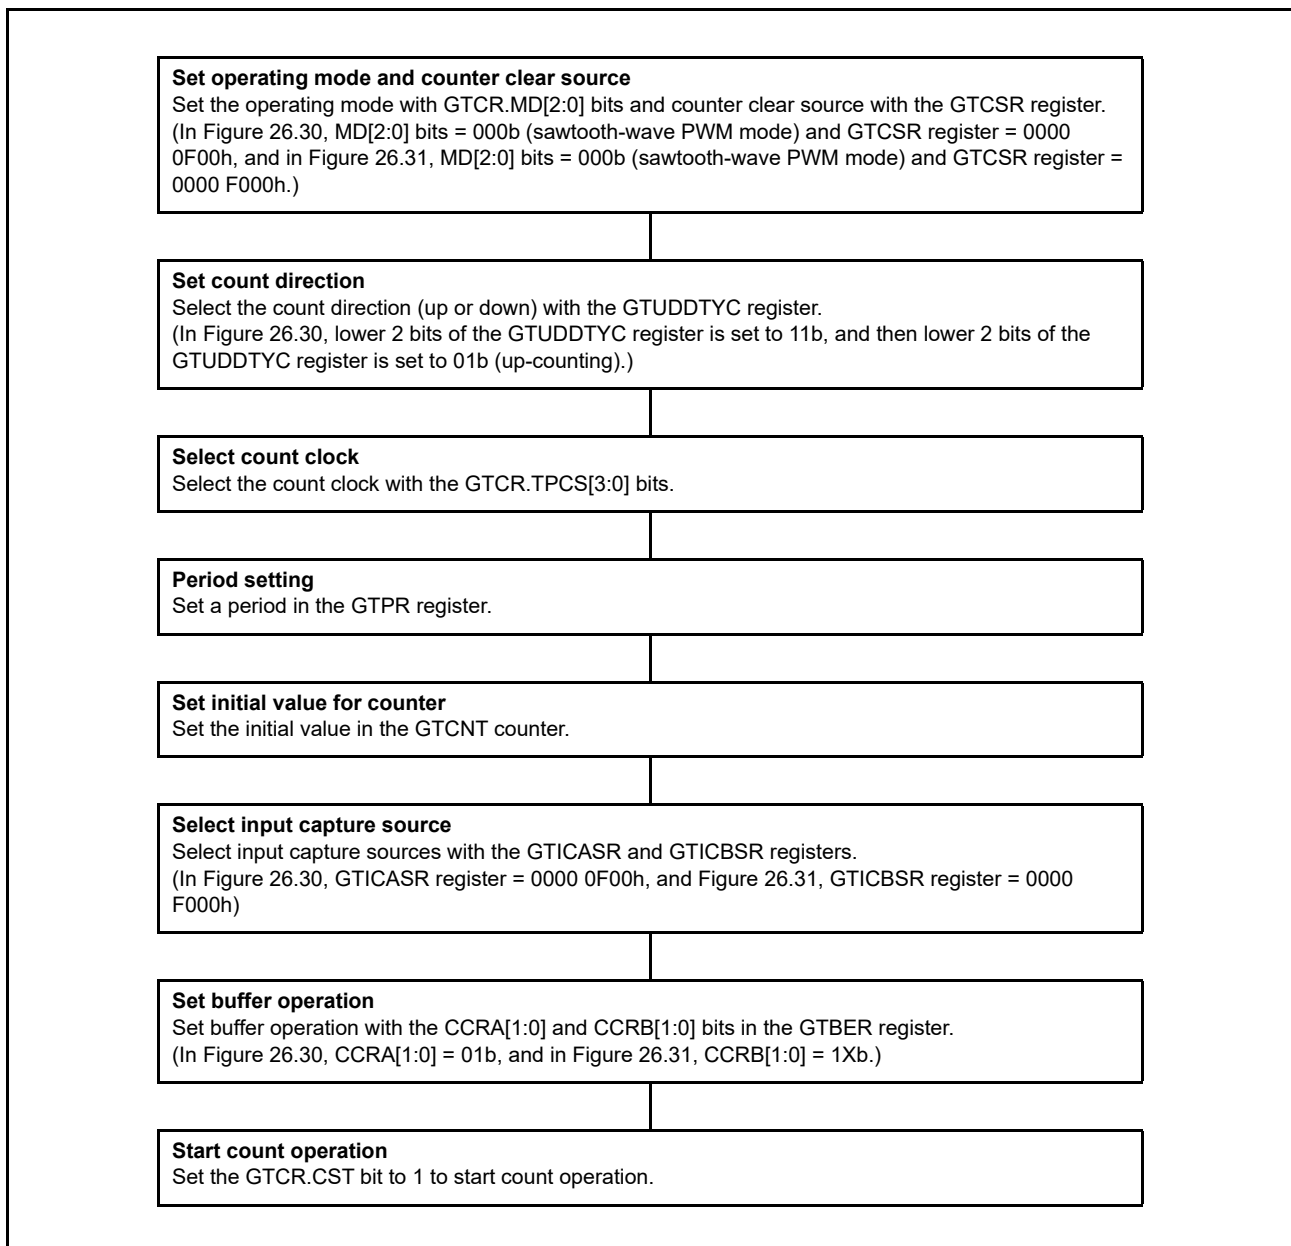 Set operating mode and counter clear source
Set the operating mode with GTCR.MD[2:0] bits and counter clear source with the GTCSR register.
(In Figure 26.30, MD[2:0] bits = 000b (sawtooth-wave PWM mode) and GTCSR register = 0000
0F00h, and in Figure 26.31, MD[2:0] bits = 000b (sawtooth-wave PWM mode) and GTCSR register =
0000 F000h.)
Set count direction
Select the count direction (up or down) with the GTUDDTYC register.
(In Figure 26.30, lower 2 bits of the GTUDDTYC register is set to 11b, and then lower 2 bits of the
GTUDDTYC register is set to 01b (up-counting).)
Select count clock
Select the count clock with the GTCR.TPCS[3:0] bits.
Period setting
Set a period in the GTPR register.
Set initial value for counter
Set the initial value in the GTCNT counter.
Select input capture source
Select input capture sources with the GTICASR and GTICBSR registers.
(In Figure 26.30, GTICASR register = 0000 0F00h, and Figure 26.31, GTICBSR register = 0000
F000h)
Set buffer operation
Set buffer operation with the CCRA[1:0] and CCRB[1:0] bits in the GTBER register.
(In Figure 26.30, CCRA[1:0] = 01b, and in Figure 26.31, CCRB[1:0] = 1Xb.)
Start count operation
Set the GTCR.CST bit to 1 to start count operation.